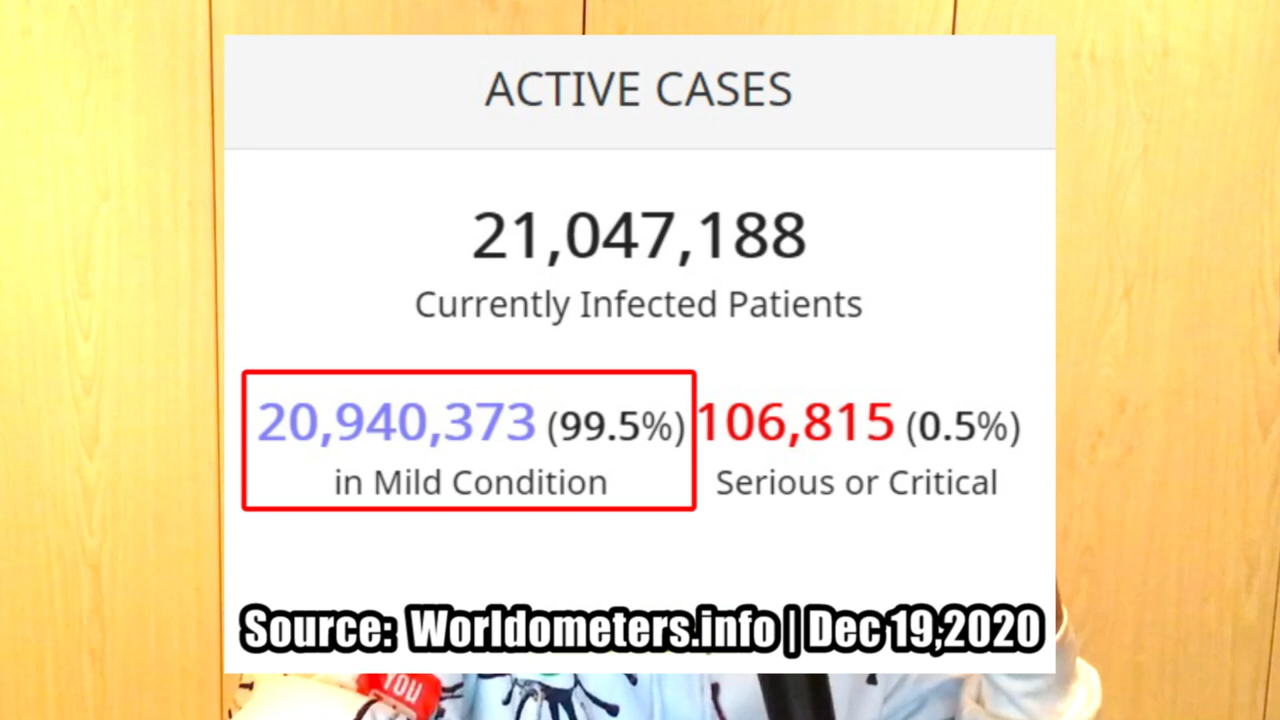 ACTIVE CASES
21,047,188
Currently Infected Patients
20,940,373 (99.5%) 106,815 (0.5%)
in Mild Condition Serious or Critical
Source: Worldometers.info | Dec 19,2020
YOU